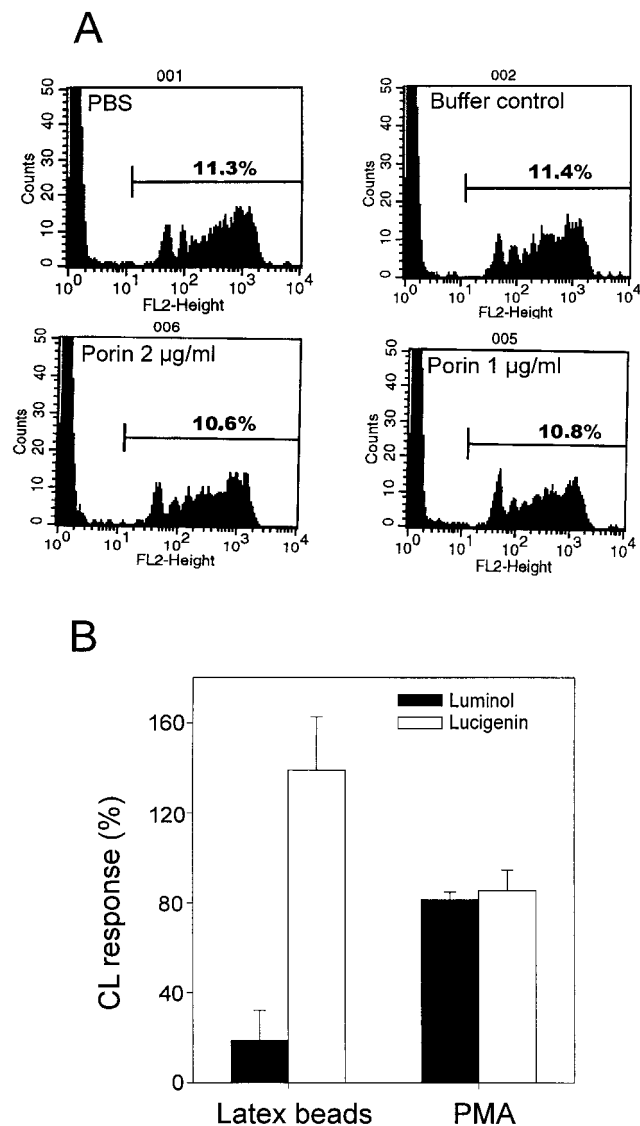 A
001
PBS
11.3%
Counts
50
40
30
20
10
0
10^0 10^1 10^2 10^3 10^4
FL2-Height
002
Buffer control
11.4%
Counts
50
40
30
20
10
0
10^0 10^1 10^2 10^3 10^4
FL2-Height
006
Porin 2 µg/ml
10.6%
Counts
50
40
30
20
10
0
10^0 10^1 10^2 10^3 10^4
FL2-Height
005
Porin 1 µg/ml
10.8%
Counts
50
40
30
20
10
0
10^0 10^1 10^2 10^3 10^4
FL2-Height
B
Luminol
Lucigenin
CL response (%)
160
120
80
40
0
Latex beads PMA